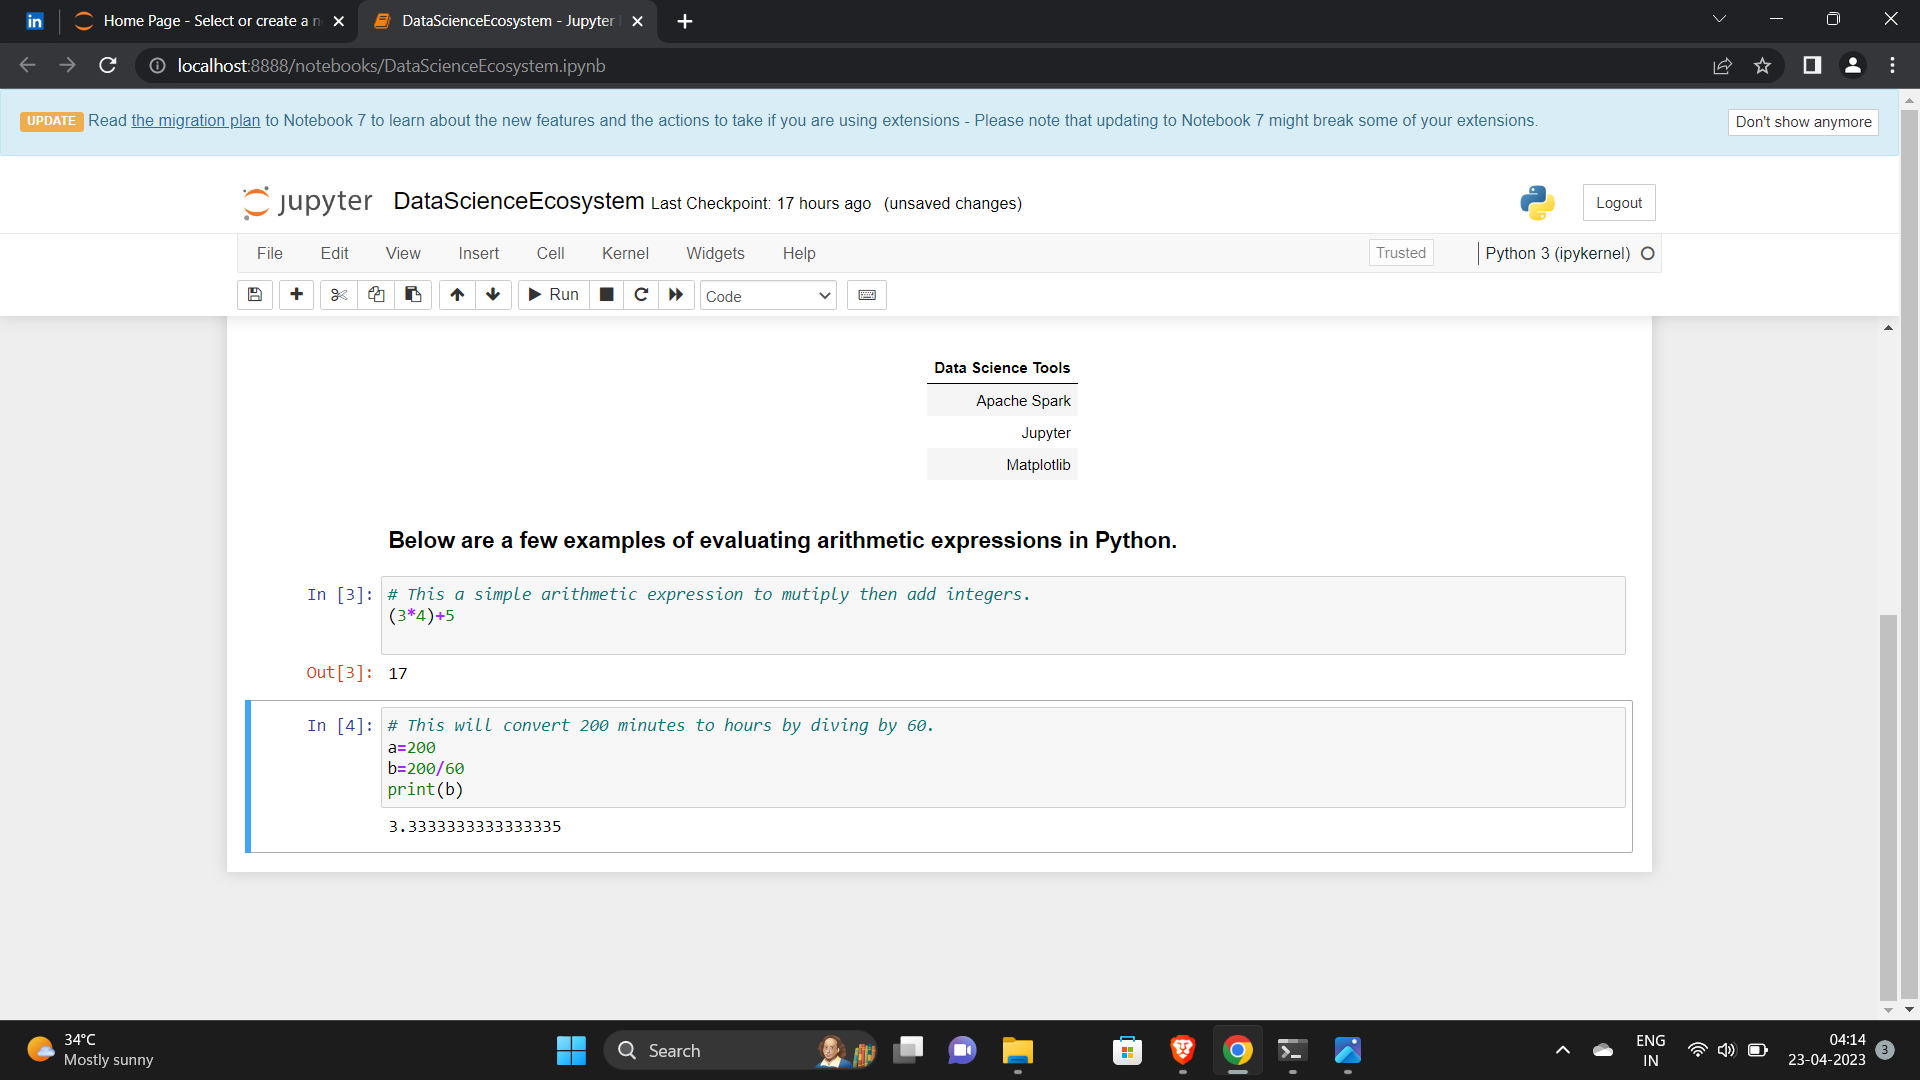 in
Home Page - Select or create a n
DataScienceEcosystem - Jupyter
localhost:8888/notebooks/DataScienceEcosystem.ipynb
UPDATE Read the migration plan to Notebook 7 to learn about the new features and the actions to take if you are using extensions - Please note that updating to Notebook 7 might break some of your extensions.
Don't show anymore
jupyter DataScienceEcosystem Last Checkpoint: 17 hours ago (unsaved changes)
Logout
File Edit View Insert Cell Kernel Widgets Help
Trusted
Python 3 (ipykernel)
Run
Code
Data Science Tools
Apache Spark
Jupyter
Matplotlib
Below are a few examples of evaluating arithmetic expressions in Python.
In [3]: # This a simple arithmetic expression to mutiply then add integers.
(3*4)+5
Out[3]: 17
In [4]: # This will convert 200 minutes to hours by diving by 60.
a=200
b=200/60
print(b)
3.3333333333333335
34°C
Mostly sunny
Search
ENG
IN
04:14
23-04-2023
3